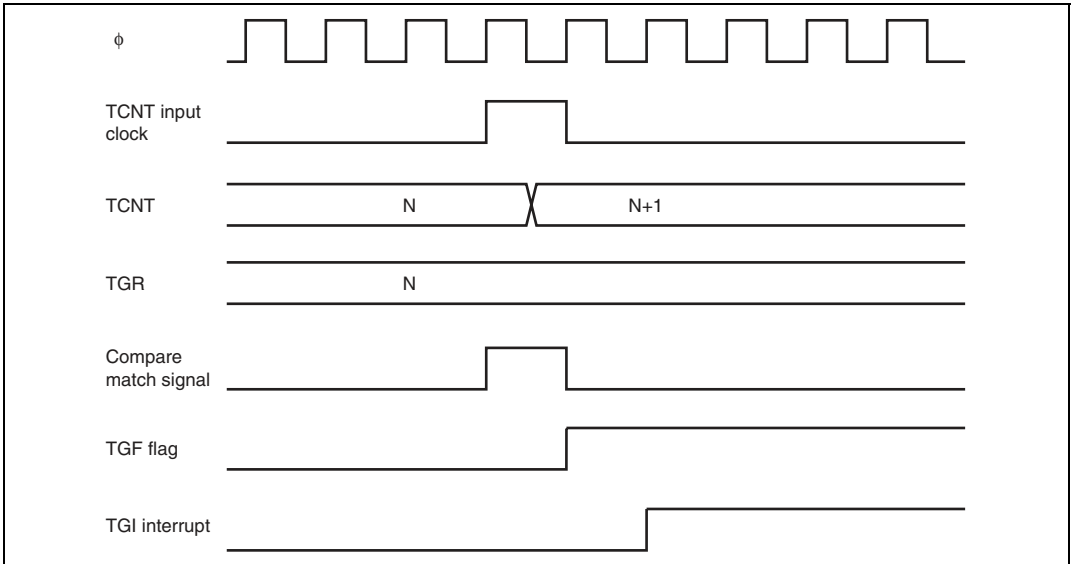 ϕ
TCNT input
clock
TCNT
N
N+1
TGR
N
Compare
match signal
TGF flag
TGI interrupt